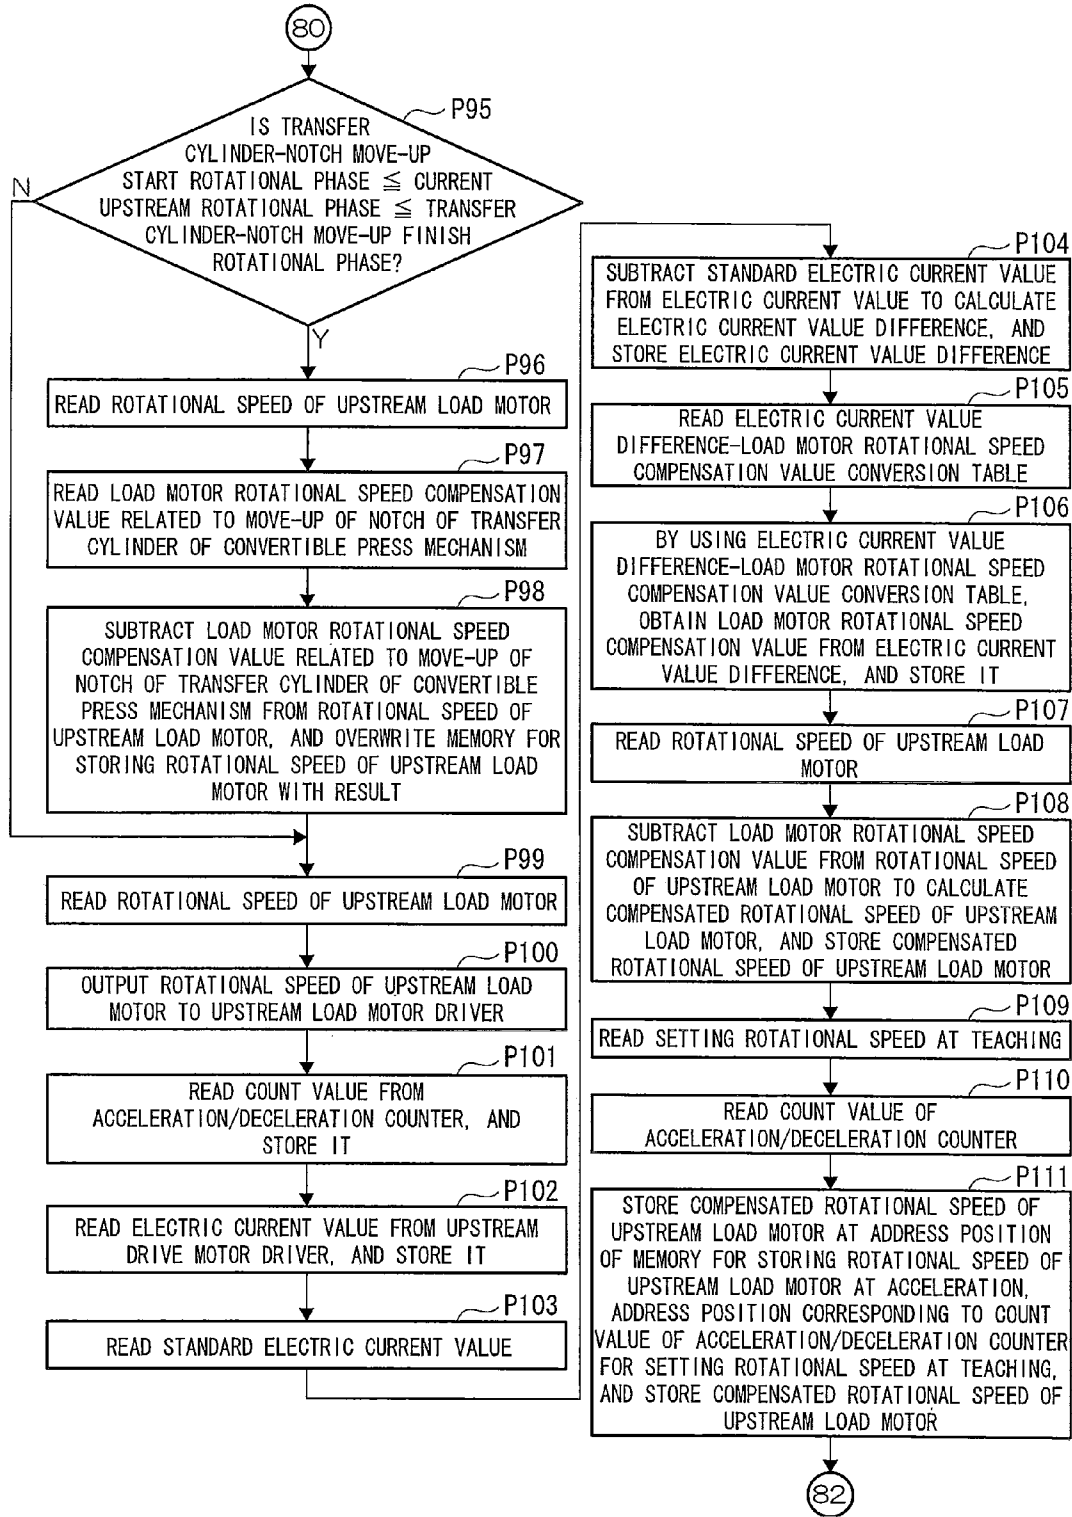 80
P95
IS TRANSFER
CYLINDER-NOTCH MOVE-UP
START ROTATIONAL PHASE ≦ CURRENT
UPSTREAM ROTATIONAL PHASE ≦ TRANSFER
CYLINDER-NOTCH MOVE-UP FINISH
ROTATIONAL PHASE?
N
Y
P96
READ ROTATIONAL SPEED OF UPSTREAM LOAD MOTOR
P97
READ LOAD MOTOR ROTATIONAL SPEED COMPENSATION
VALUE RELATED TO MOVE-UP OF NOTCH OF TRANSFER
CYLINDER OF CONVERTIBLE PRESS MECHANISM
P98
SUBTRACT LOAD MOTOR ROTATIONAL SPEED
COMPENSATION VALUE RELATED TO MOVE-UP OF
NOTCH OF TRANSFER CYLINDER OF CONVERTIBLE
PRESS MECHANISM FROM ROTATIONAL SPEED OF
UPSTREAM LOAD MOTOR, AND OVERWRITE MEMORY FOR
STORING ROTATIONAL SPEED OF UPSTREAM LOAD
MOTOR WITH RESULT
P99
READ ROTATIONAL SPEED OF UPSTREAM LOAD MOTOR
P100
OUTPUT ROTATIONAL SPEED OF UPSTREAM LOAD
MOTOR TO UPSTREAM LOAD MOTOR DRIVER
P101
READ COUNT VALUE FROM
ACCELERATION/DECELERATION COUNTER, AND
STORE IT
P102
READ ELECTRIC CURRENT VALUE FROM UPSTREAM
DRIVE MOTOR DRIVER, AND STORE IT
P103
READ STANDARD ELECTRIC CURRENT VALUE
P104
SUBTRACT STANDARD ELECTRIC CURRENT VALUE
FROM ELECTRIC CURRENT VALUE TO CALCULATE
ELECTRIC CURRENT VALUE DIFFERENCE, AND
STORE ELECTRIC CURRENT VALUE DIFFERENCE
P105
READ ELECTRIC CURRENT VALUE
DIFFERENCE-LOAD MOTOR ROTATIONAL SPEED
COMPENSATION VALUE CONVERSION TABLE
P106
BY USING ELECTRIC CURRENT VALUE
DIFFERENCE-LOAD MOTOR ROTATIONAL SPEED
COMPENSATION VALUE CONVERSION TABLE,
OBTAIN LOAD MOTOR ROTATIONAL SPEED
COMPENSATION VALUE FROM ELECTRIC CURRENT
VALUE DIFFERENCE, AND STORE IT
P107
READ ROTATIONAL SPEED OF UPSTREAM LOAD
MOTOR
P108
SUBTRACT LOAD MOTOR ROTATIONAL SPEED
COMPENSATION VALUE FROM ROTATIONAL SPEED
OF UPSTREAM LOAD MOTOR TO CALCULATE
COMPENSATED ROTATIONAL SPEED OF UPSTREAM
LOAD MOTOR, AND STORE COMPENSATED
ROTATIONAL SPEED OF UPSTREAM LOAD MOTOR
P109
READ SETTING ROTATIONAL SPEED AT TEACHING
P110
READ COUNT VALUE OF
ACCELERATION/DECELERATION COUNTER
P111
STORE COMPENSATED ROTATIONAL SPEED OF
UPSTREAM LOAD MOTOR AT ADDRESS POSITION
OF MEMORY FOR STORING ROTATIONAL SPEED OF
UPSTREAM LOAD MOTOR AT ACCELERATION,
ADDRESS POSITION CORRESPONDING TO COUNT
VALUE OF ACCELERATION/DECELERATION COUNTER
FOR SETTING ROTATIONAL SPEED AT TEACHING,
AND STORE COMPENSATED ROTATIONAL SPEED OF
UPSTREAM LOAD MOTOR
82